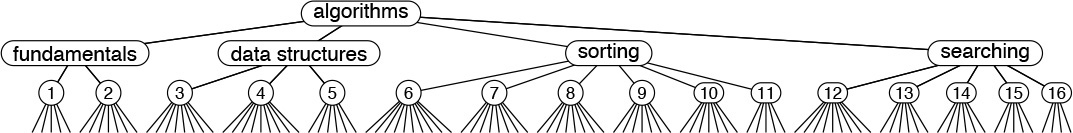 algorithms
fundamentals data structures sorting searching
1 2 3 4 5 6 7 8 9 10 11 12 13 14 15 16